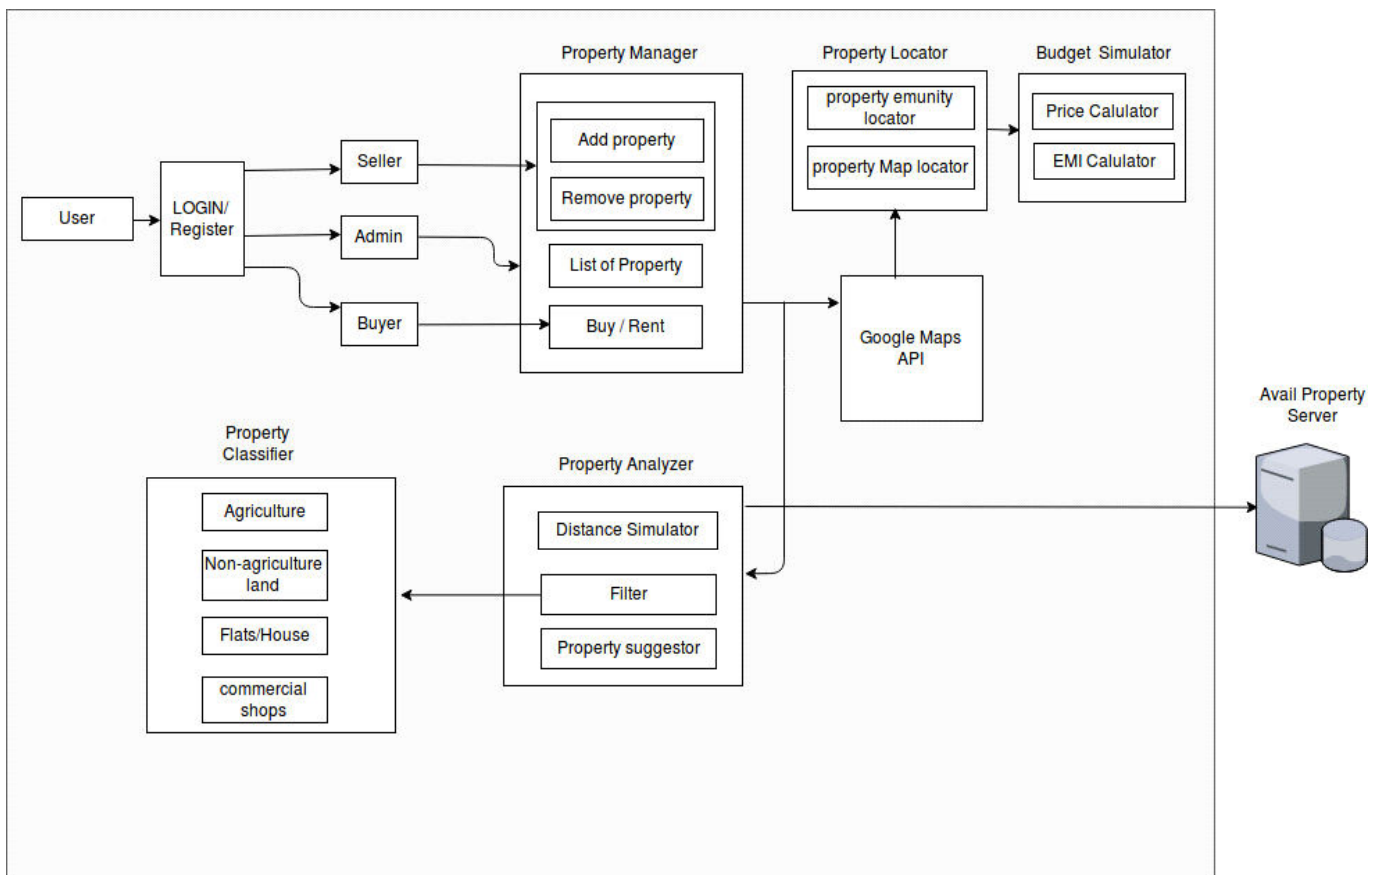 Property Manager
Property Locator
Budget Simulator
property emunity
locator
Price Calulator
Add property
Seller
property Map locator
EMI Calulator
Remove property
User
LOGIN/
Register
Admin
List of Property
Buyer
Buy / Rent
Google Maps
API
Avail Property
Server
Property
Classifier
Property Analyzer
Agriculture
Distance Simulator
Non-agriculture
land
Filter
Flats/House
Property suggestor
commercial
shops